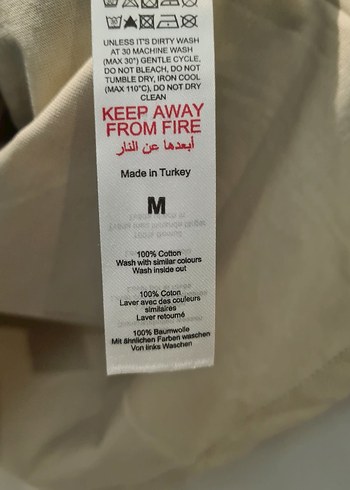 UNLESS IT'S DIRTY WASH
AT 30 MACHINE WASH
(MAX 30°) GENTLE CYCLE,
DO NOT BLEACH, DO NOT
TUMBLE DRY, IRON COOL
(MAX 110°C), DO NOT DRY
CLEAN
KEEP AWAY
FROM FIRE
أبعدها عن النار
Made in Turkey
M
100% Cotton
Wash with similar colours
Wash inside out
100% Coton
Laver avec des couleurs
similaires
Laver retourné
100% Baumwolle
Mit ähnlichen Farben waschen
Von links Waschen